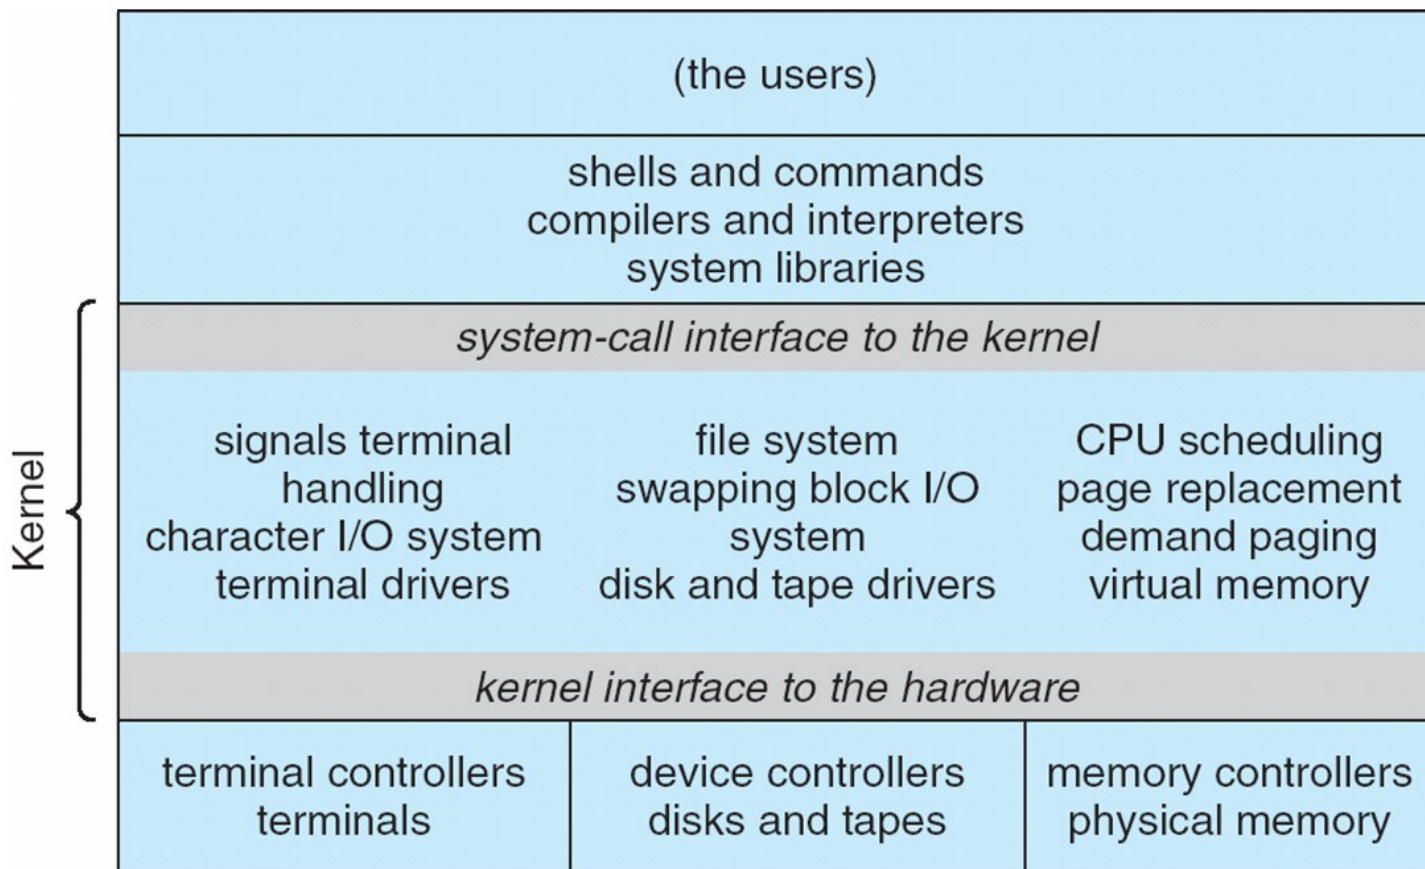 (the users)
shells and commands
compilers and interpreters
system libraries
system-call interface to the kernel
Kernel
signals terminal
handling
character I/O system
terminal drivers
file system
swapping block I/O
system
disk and tape drivers
CPU scheduling
page replacement
demand paging
virtual memory
kernel interface to the hardware
terminal controllers
terminals
device controllers
disks and tapes
memory controllers
physical memory